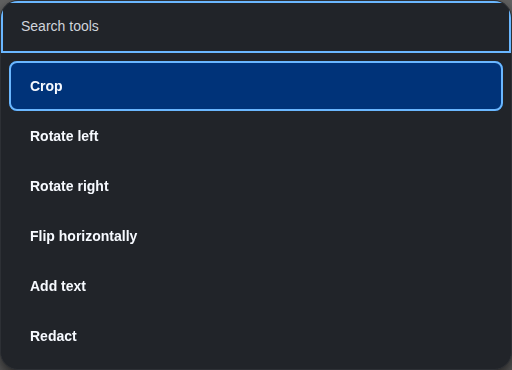 Search tools
Crop
Rotate left
Rotate right
Flip horizontally
Add text
Redact